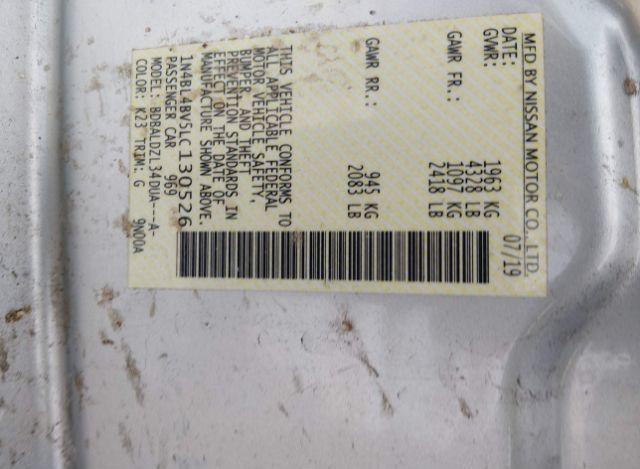 MFD BY NISSAN MOTOR CO., LTD.
DATE: 07/19
GVWR: 1963 KG
4328 LB
GAWR FR.: 1097 KG
2418 LB
GAWR RR.: 945 KG
2083 LB
THIS VEHICLE CONFORMS TO
ALL APPLICABLE FEDERAL
MOTOR VEHICLE SAFETY,
BUMPER, AND THEFT
PREVENTION STANDARDS IN
EFFECT ON THE DATE OF
MANUFACTURE SHOWN ABOVE.
1N4BL4BV5LC130526
PASSENGER CAR 969
MODEL: BDBALDZL34DUA---A-
COLOR: K23 TRIM: G 9N00A